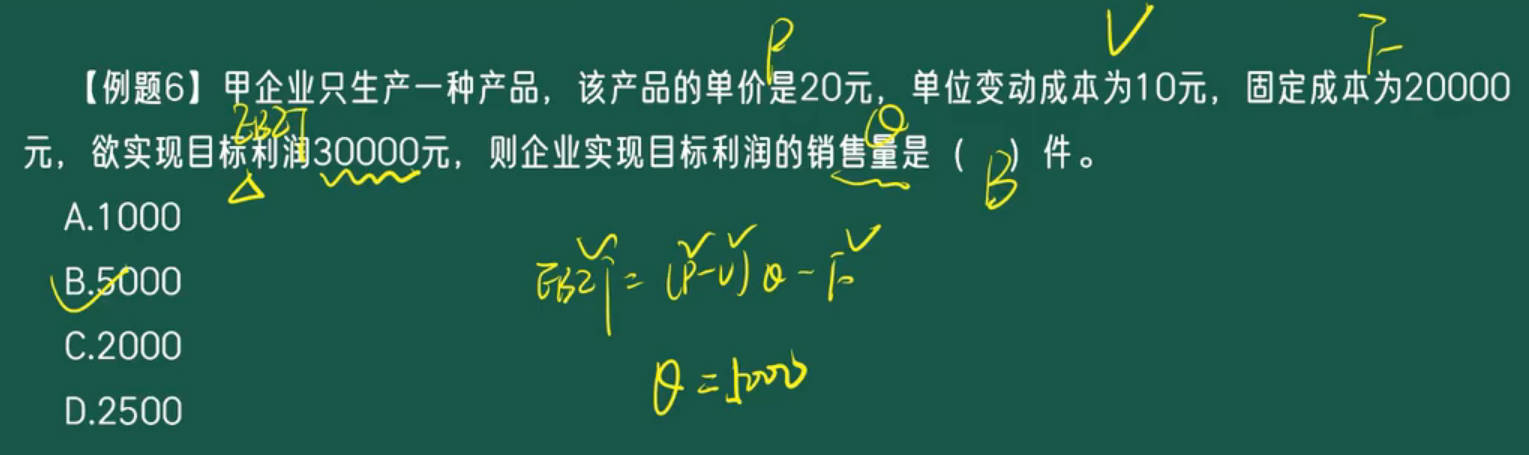 P V F
【例题6】甲企业只生产一种产品，该产品的单价是20元，单位变动成本为10元，固定成本为20000
EBIT Q
元，欲实现目标利润30000元，则企业实现目标利润的销售量是（ B ）件。
A.1000
B.5000
EBIT=(P-V)Q-F
C.2000
Q=5000
D.2500